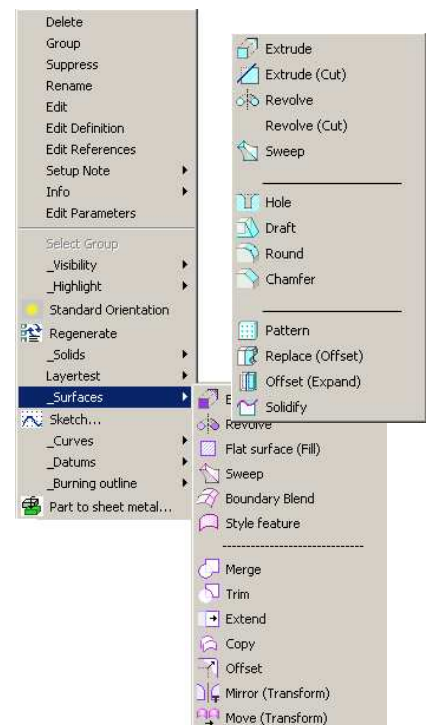 Delete
Group
Suppress
Rename
Edit
Edit Definition
Edit References
Setup Note
Info
Edit Parameters
Select Group
_Visibility
_Highlight
Standard Orientation
Regenerate
_Solids
Layertest
_Surfaces
Sketch...
_Curves
_Datums
_Burning outline
Part to sheet metal...
Extrude
Extrude (Cut)
Revolve
Revolve (Cut)
Sweep
Hole
Draft
Round
Chamfer
Pattern
Replace (Offset)
Offset (Expand)
Solidify
E
Revolve
Flat surface (Fill)
Sweep
Boundary Blend
Style feature
----------------------------
Merge
Trim
Extend
Copy
Offset
Mirror (Transform)
Move (Transform)